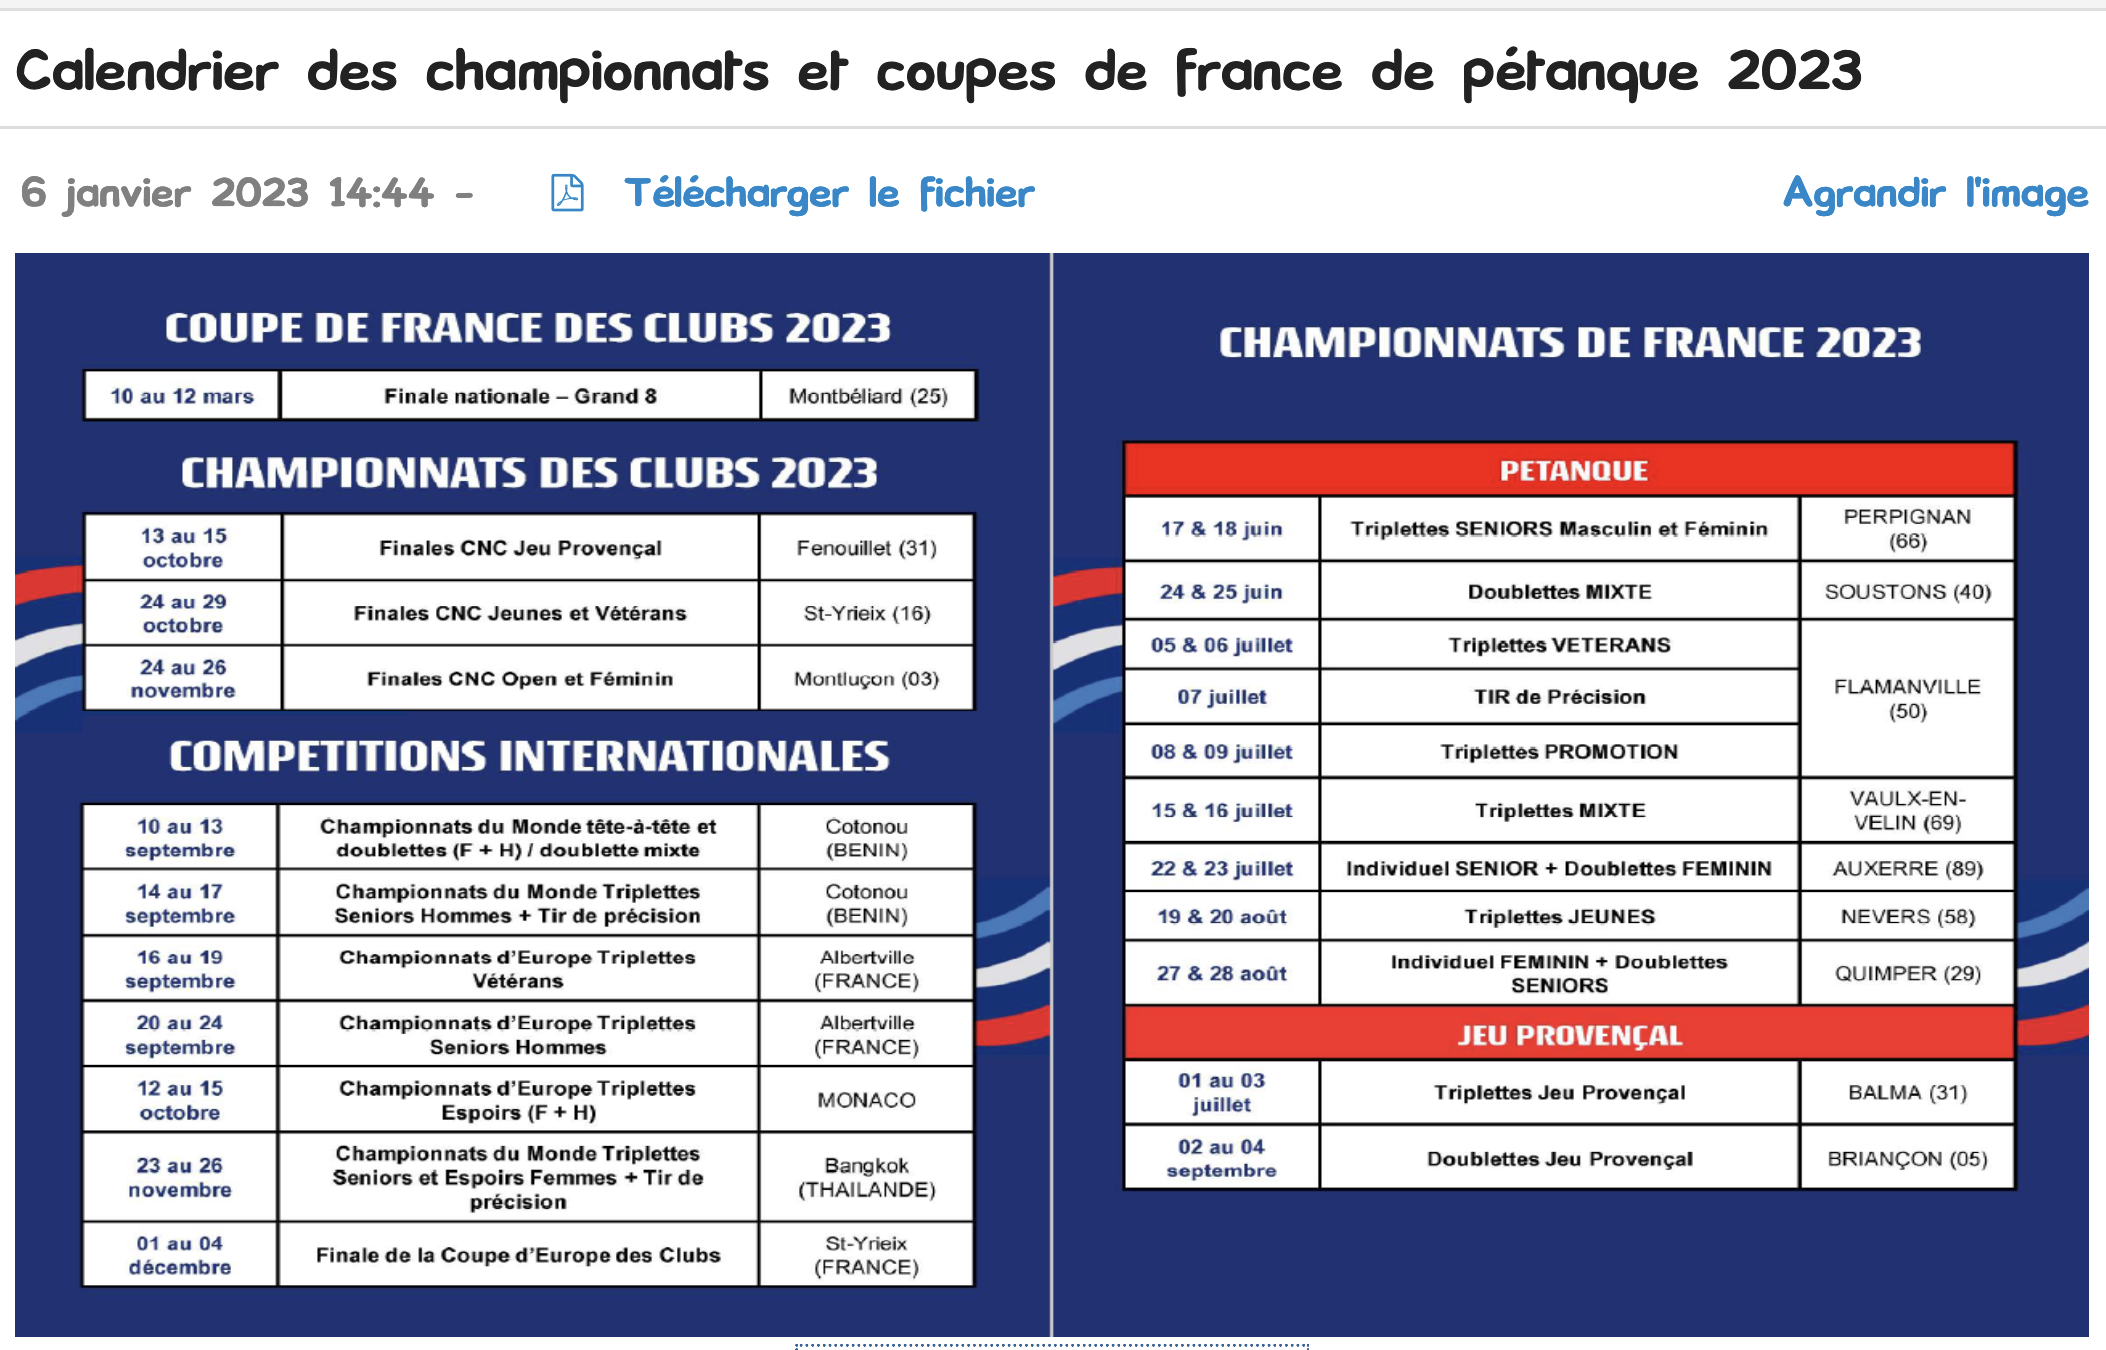 Calendrier des championnats et coupes de france de pétanque 2023
6 janvier 2023 14:44 - Télécharger le fichier
Agrandir l'image
COUPE DE FRANCE DES CLUBS 2023
10 au 12 mars
Finale nationale – Grand 8
Montbéliard (25)
CHAMPIONNATS DES CLUBS 2023
13 au 15
octobre
Finales CNC Jeu Provençal
Fenouillet (31)
24 au 29
octobre
Finales CNC Jeunes et Vétérans
St-Yrieix (16)
24 au 26
novembre
Finales CNC Open et Féminin
Montluçon (03)
COMPETITIONS INTERNATIONALES
10 au 13
septembre
Championnats du Monde tête-à-tête et
doublettes (F + H) / doublette mixte
Cotonou
(BENIN)
14 au 17
septembre
Championnats du Monde Triplettes
Seniors Hommes + Tir de précision
Cotonou
(BENIN)
16 au 19
septembre
Championnats d'Europe Triplettes
Vétérans
Albertville
(FRANCE)
20 au 24
septembre
Championnats d'Europe Triplettes
Seniors Hommes
Albertville
(FRANCE)
12 au 15
octobre
Championnats d'Europe Triplettes
Espoirs (F + H)
MONACO
23 au 26
novembre
Championnats du Monde Triplettes
Seniors et Espoirs Femmes + Tir de
précision
Bangkok
(THAILANDE)
01 au 04
décembre
Finale de la Coupe d'Europe des Clubs
St-Yrieix
(FRANCE)
CHAMPIONNATS DE FRANCE 2023
PETANQUE
17 & 18 juin
Triplettes SENIORS Masculin et Féminin
PERPIGNAN
(66)
24 & 25 juin
Doublettes MIXTE
SOUSTONS (40)
05 & 06 juillet
Triplettes VETERANS
07 juillet
TIR de Précision
FLAMANVILLE
(50)
08 & 09 juillet
Triplettes PROMOTION
15 & 16 juillet
Triplettes MIXTE
VAULX-EN-
VELIN (69)
22 & 23 juillet
Individuel SENIOR + Doublettes FEMININ
AUXERRE (89)
19 & 20 août
Triplettes JEUNES
NEVERS (58)
27 & 28 août
Individuel FEMININ + Doublettes
SENIORS
QUIMPER (29)
JEU PROVENÇAL
01 au 03
juillet
Triplettes Jeu Provençal
BALMA (31)
02 au 04
septembre
Doublettes Jeu Provençal
BRIANÇON (05)